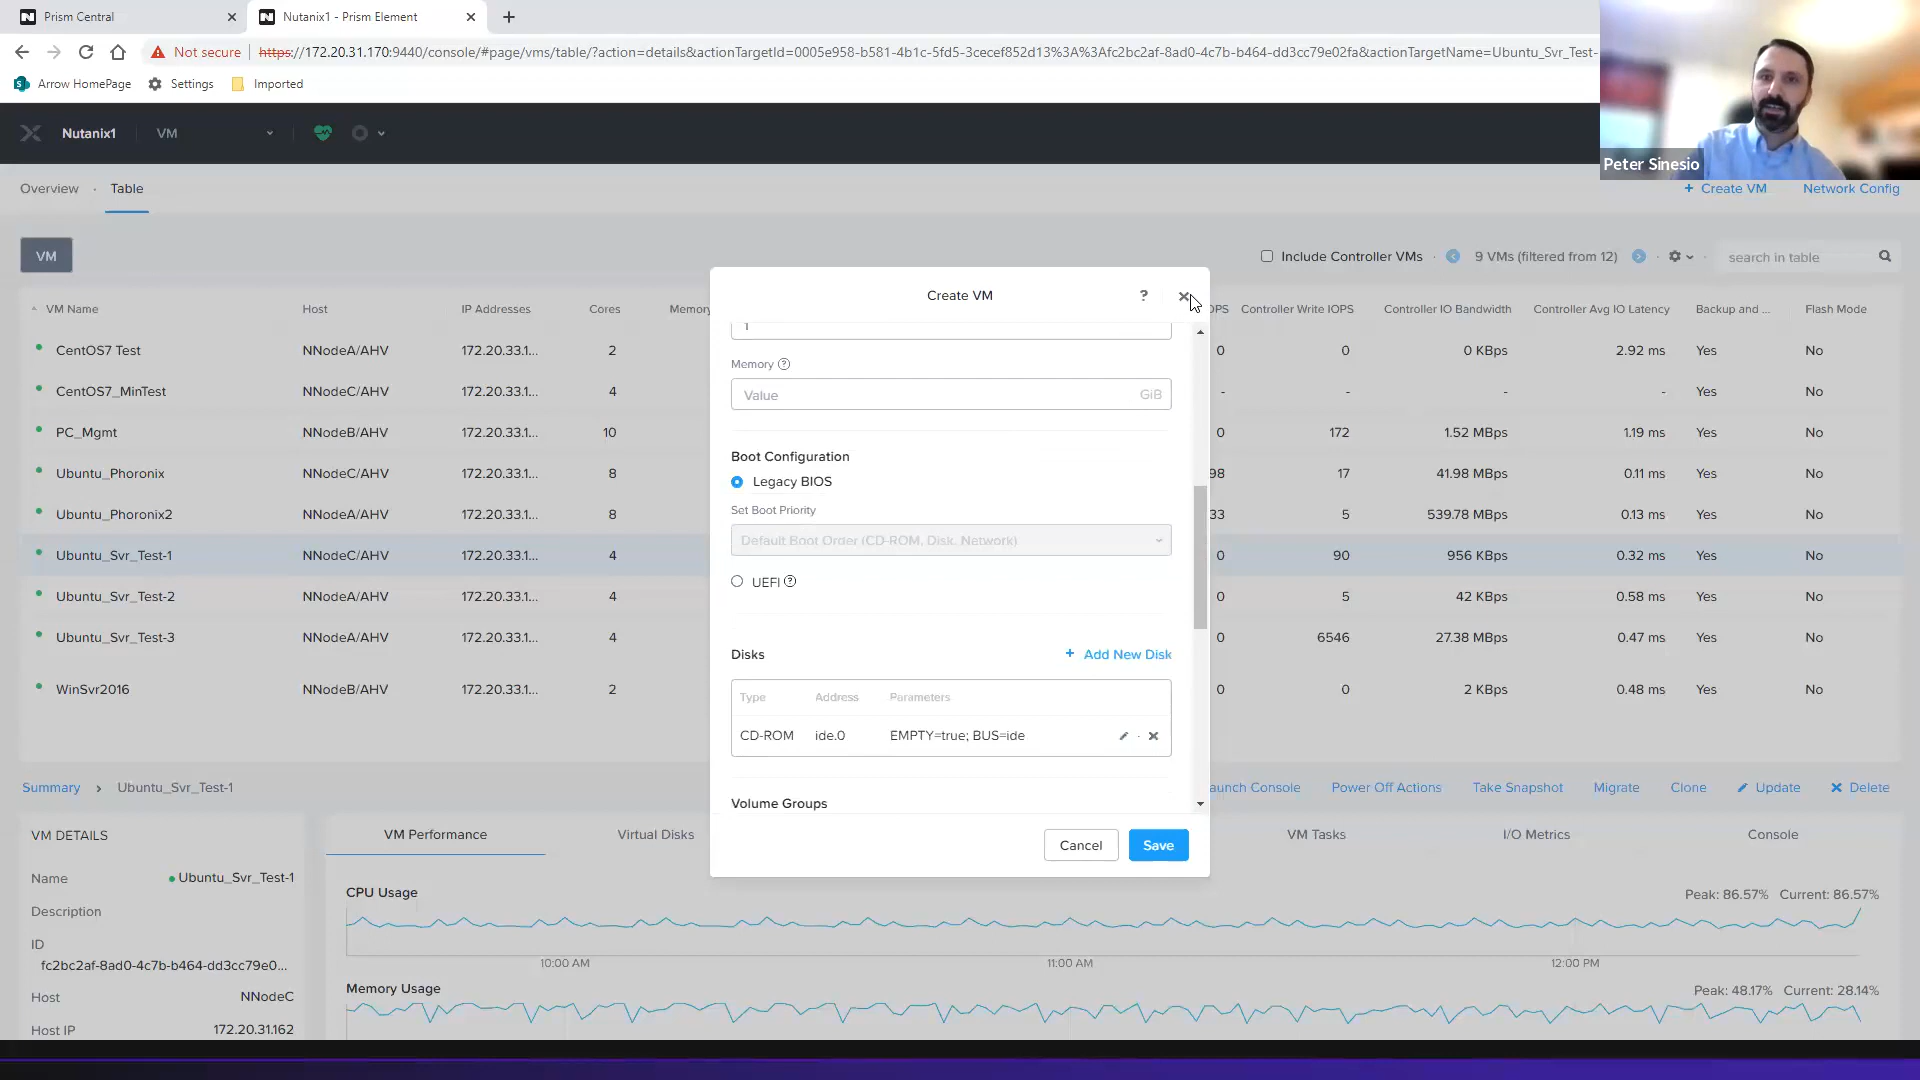 Prism Central
Nutanix1 - Prism Element
Not secure https://172.20.31.170:9440/console/#page/vms/table/?action=details&actionTargetId=0005e958-b581-4b1c-5fd5-3cecef852d13%3A%3Afc2bc2af-8ad0-4c7b-b464-dd3cc79e02fa&actionTargetName=Ubuntu_Svr_Test-
Arrow HomePage Settings Imported
Nutanix1 VM
Peter Sinesio
Overview · Table + Create VM Network Config
VM Include Controller VMs · 9 VMs (filtered from 12) · search in table
VM Name Host IP Addresses Cores Memory OPS Controller Write IOPS Controller IO Bandwidth Controller Avg IO Latency Backup and ... Flash Mode
CentOS7 Test NNodeA/AHV 172.20.33.1... 2 0 0 0 KBps 2.92 ms Yes No
CentOS7_MinTest NNodeC/AHV 172.20.33.1... 4 - - - - Yes No
PC_Mgmt NNodeB/AHV 172.20.33.1... 10 0 172 1.52 MBps 1.19 ms Yes No
Ubuntu_Phoronix NNodeC/AHV 172.20.33.1... 8 98 17 41.98 MBps 0.11 ms Yes No
Ubuntu_Phoronix2 NNodeA/AHV 172.20.33.1... 8 33 5 539.78 MBps 0.13 ms Yes No
Ubuntu_Svr_Test-1 NNodeC/AHV 172.20.33.1... 4 0 90 956 KBps 0.32 ms Yes No
Ubuntu_Svr_Test-2 NNodeA/AHV 172.20.33.1... 4 0 5 42 KBps 0.58 ms Yes No
Ubuntu_Svr_Test-3 NNodeA/AHV 172.20.33.1... 4 0 6546 27.38 MBps 0.47 ms Yes No
WinSvr2016 NNodeB/AHV 172.20.33.1... 2 0 0 2 KBps 0.48 ms Yes No
Create VM ?
1
Memory ?
Value GiB
Boot Configuration
Legacy BIOS
Set Boot Priority
Default Boot Order (CD-ROM, Disk, Network)
UEFI ?
Disks + Add New Disk
Type Address Parameters
CD-ROM ide.0 EMPTY=true; BUS=ide ·
Volume Groups
Cancel Save
Summary > Ubuntu_Svr_Test-1 aunch Console Power Off Actions Take Snapshot Migrate Clone Update Delete
VM DETAILS VM Performance Virtual Disks VM Tasks I/O Metrics Console
Name Ubuntu_Svr_Test-1
Description
ID
fc2bc2af-8ad0-4c7b-b464-dd3cc79e0...
Host NNodeC
Host IP 172.20.31.162
CPU Usage Peak: 86.57% Current: 86.57%
10:00 AM 11:00 AM 12:00 PM
Memory Usage Peak: 48.17% Current: 28.14%